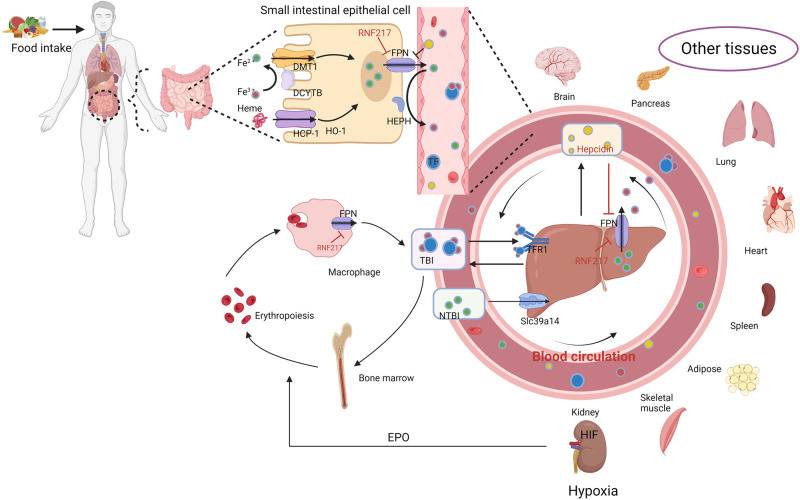 Small intestinal epithelial cell
Food intake
RNF217
FPN
Fe²⁺
DMT1
Fe³⁺
DCYTB
Heme
HEPH
HCP-1
HO-1
TF
Other tissues
Brain
Pancreas
Lung
Heart
Spleen
Adipose
Skeletal
muscle
Kidney
HIF
Hypoxia
Hepcidin
FPN
RNF217
TFR1
TBI
NTBI
Slc39a14
Blood circulation
FPN
RNF217
Macrophage
Erythropoiesis
Bone marrow
EPO